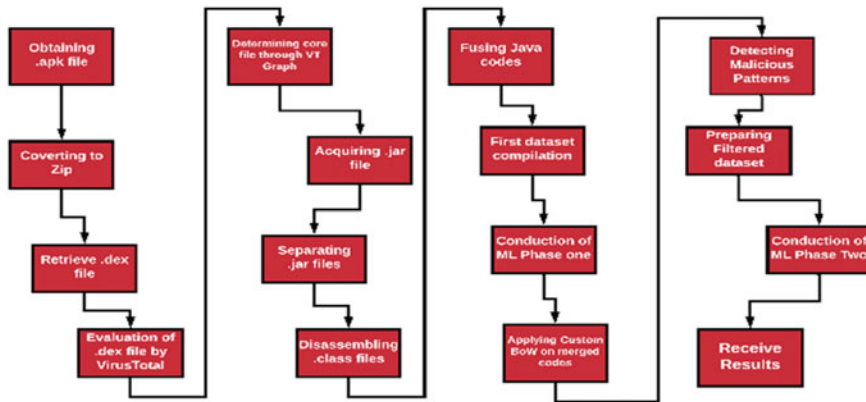 Obtaining
.apk file
Coverting to
Zip
Retrieve .dex
file
Evaluation of
.dex file by
VirusTotal
Determining core
file through VT
Graph
Acquiring .jar
file
Separating
.jar files
Disassembling
.class files
Fusing Java
codes
First dataset
compilation
Conduction of
ML Phase one
Applying Custom
BoW on merged
codes
Detecting
Malicious
Patterns
Preparing
Filtered
dataset
Conduction of
ML Phase Two
Receive
Results